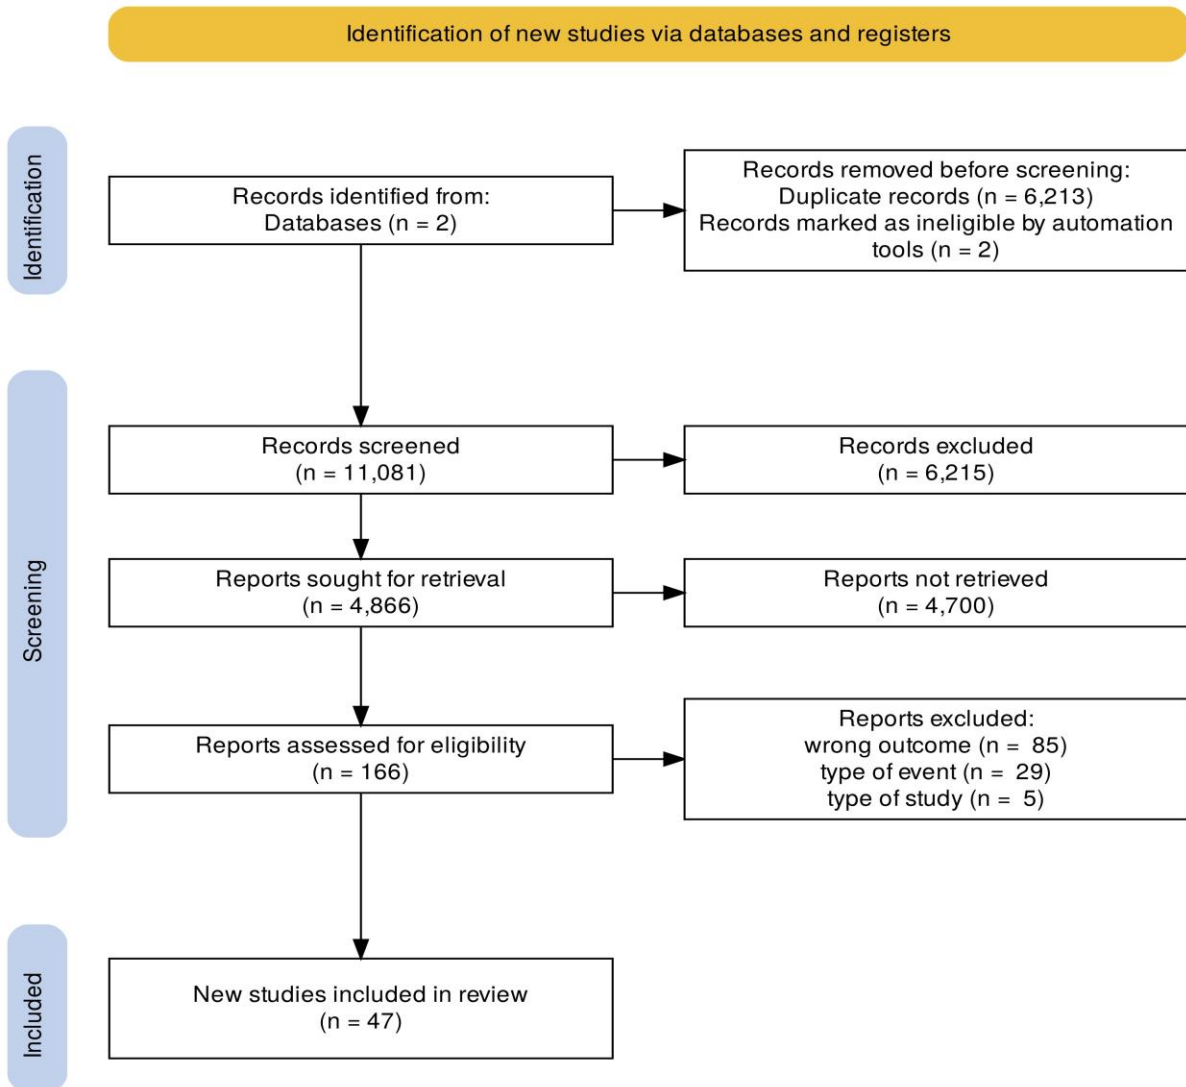 Identification of new studies via databases and registers
Identification
Records identified from:
Databases (n = 2)
Records removed before screening:
Duplicate records (n = 6,213)
Records marked as ineligible by automation
tools (n = 2)
Screening
Records screened
(n = 11,081)
Records excluded
(n = 6,215)
Reports sought for retrieval
(n = 4,866)
Reports not retrieved
(n = 4,700)
Reports assessed for eligibility
(n = 166)
Reports excluded:
wrong outcome (n = 85)
type of event (n = 29)
type of study (n = 5)
Included
New studies included in review
(n = 47)